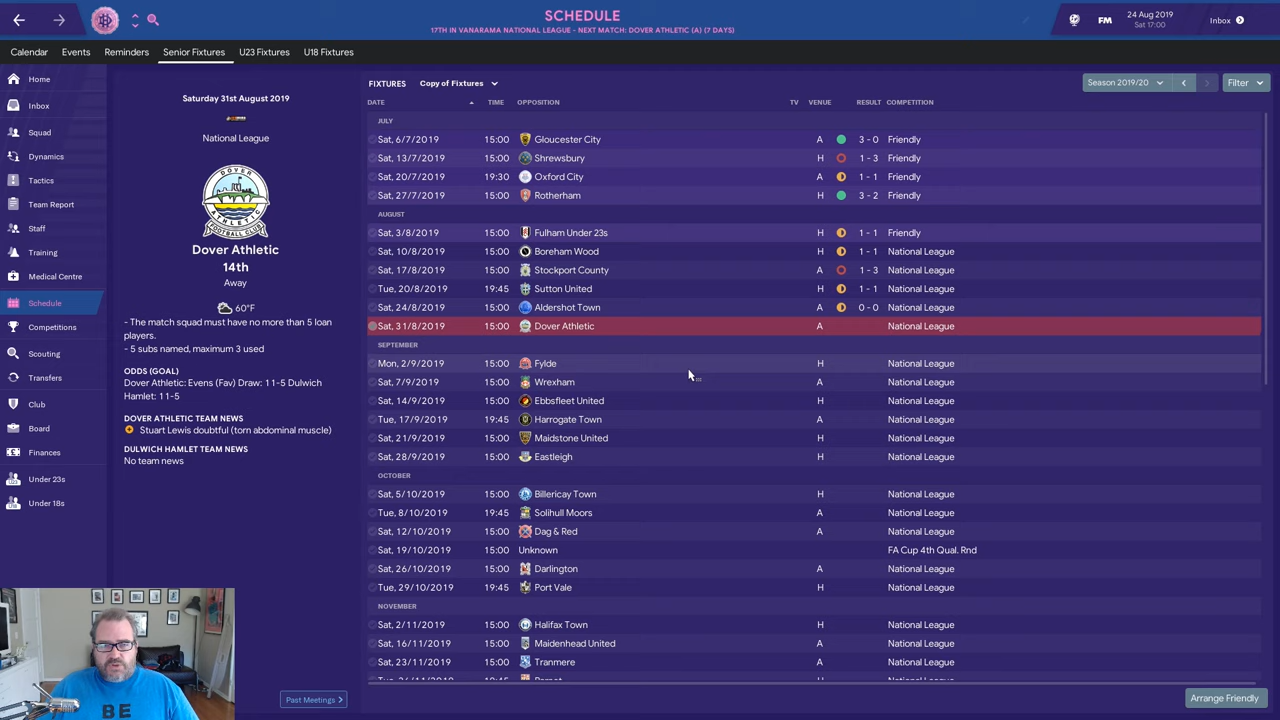 SCHEDULE
17TH IN VANARAMA NATIONAL LEAGUE - NEXT MATCH: DOVER ATHLETIC (A) (7 DAYS)
FM
24 Aug 2019
Sat 17:00
Inbox
Calendar Events Reminders Senior Fixtures U23 Fixtures U18 Fixtures
Home
Inbox
Squad
Dynamics
Tactics
Team Report
Staff
Training
Medical Centre
Schedule
Competitions
Scouting
Transfers
Club
Board
Finances
Under 23s
Under 18s
Saturday 31st August 2019
National League
Dover Athletic
14th
Away
60°F
- The match squad must have no more than 5 loan
players.
- 5 subs named, maximum 3 used
ODDS (GOAL)
Dover Athletic: Evens (Fav) Draw: 11-5 Dulwich
Hamlet: 11-5
DOVER ATHLETIC TEAM NEWS
Stuart Lewis doubtful (torn abdominal muscle)
DULWICH HAMLET TEAM NEWS
No team news
Past Meetings
FIXTURES Copy of Fixtures
Season 2019/20 Filter
DATE TIME OPPOSITION TV VENUE RESULT COMPETITION
JULY
Sat, 6/7/2019 15:00 Gloucester City A 3 - 0 Friendly
Sat, 13/7/2019 15:00 Shrewsbury H 1 - 3 Friendly
Sat, 20/7/2019 19:30 Oxford City A 1 - 1 Friendly
Sat, 27/7/2019 15:00 Rotherham H 3 - 2 Friendly
AUGUST
Sat, 3/8/2019 15:00 Fulham Under 23s H 1 - 1 Friendly
Sat, 10/8/2019 15:00 Boreham Wood H 1 - 1 National League
Sat, 17/8/2019 15:00 Stockport County A 1 - 3 National League
Tue, 20/8/2019 19:45 Sutton United H 1 - 1 National League
Sat, 24/8/2019 15:00 Aldershot Town A 0 - 0 National League
Sat, 31/8/2019 15:00 Dover Athletic A National League
SEPTEMBER
Mon, 2/9/2019 15:00 Fylde H National League
Sat, 7/9/2019 15:00 Wrexham A National League
Sat, 14/9/2019 15:00 Ebbsfleet United H National League
Tue, 17/9/2019 19:45 Harrogate Town A National League
Sat, 21/9/2019 15:00 Maidstone United H National League
Sat, 28/9/2019 15:00 Eastleigh H National League
OCTOBER
Sat, 5/10/2019 15:00 Billericay Town H National League
Tue, 8/10/2019 19:45 Solihull Moors A National League
Sat, 12/10/2019 15:00 Dag & Red A National League
Sat, 19/10/2019 15:00 Unknown FA Cup 4th Qual. Rnd
Sat, 26/10/2019 15:00 Darlington A National League
Tue, 29/10/2019 19:45 Port Vale H National League
NOVEMBER
Sat, 2/11/2019 15:00 Halifax Town H National League
Sat, 16/11/2019 15:00 Maidenhead United A National League
Sat, 23/11/2019 15:00 Tranmere A National League
Arrange Friendly
BE